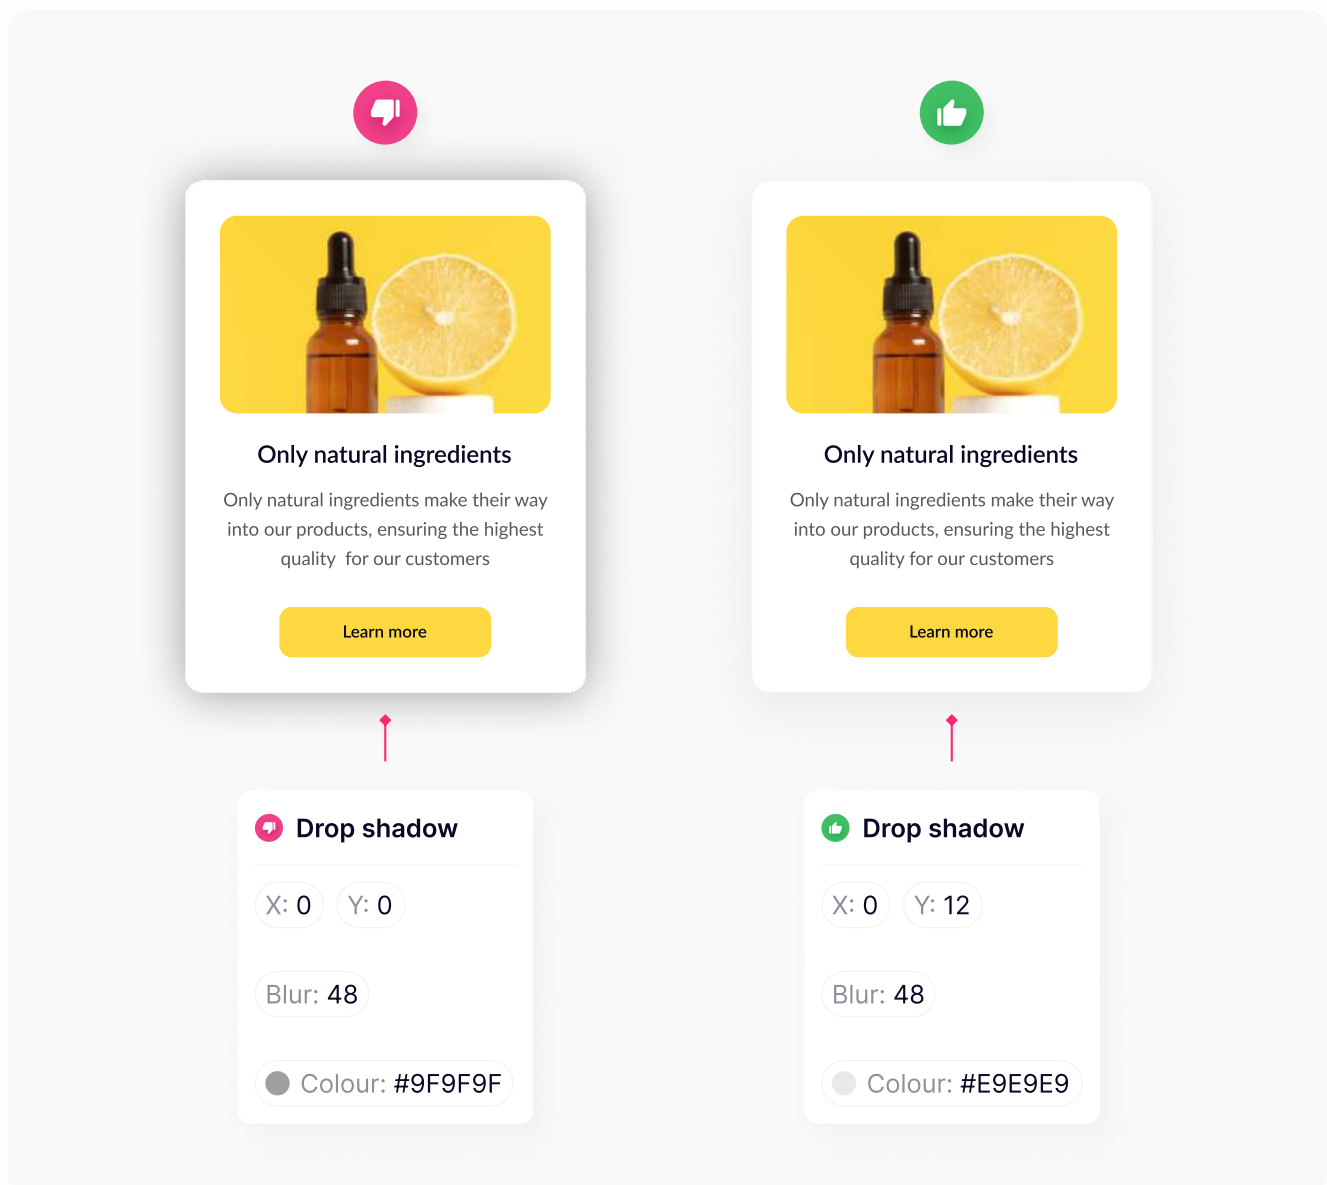 Only natural ingredients
Only natural ingredients make their way
into our products, ensuring the highest
quality  for our customers
Learn more
Drop shadow
X: 0 Y: 0
Blur: 48
Colour: #9F9F9F
Only natural ingredients
Only natural ingredients make their way
into our products, ensuring the highest
quality for our customers
Learn more
Drop shadow
X: 0 Y: 12
Blur: 48
Colour: #E9E9E9